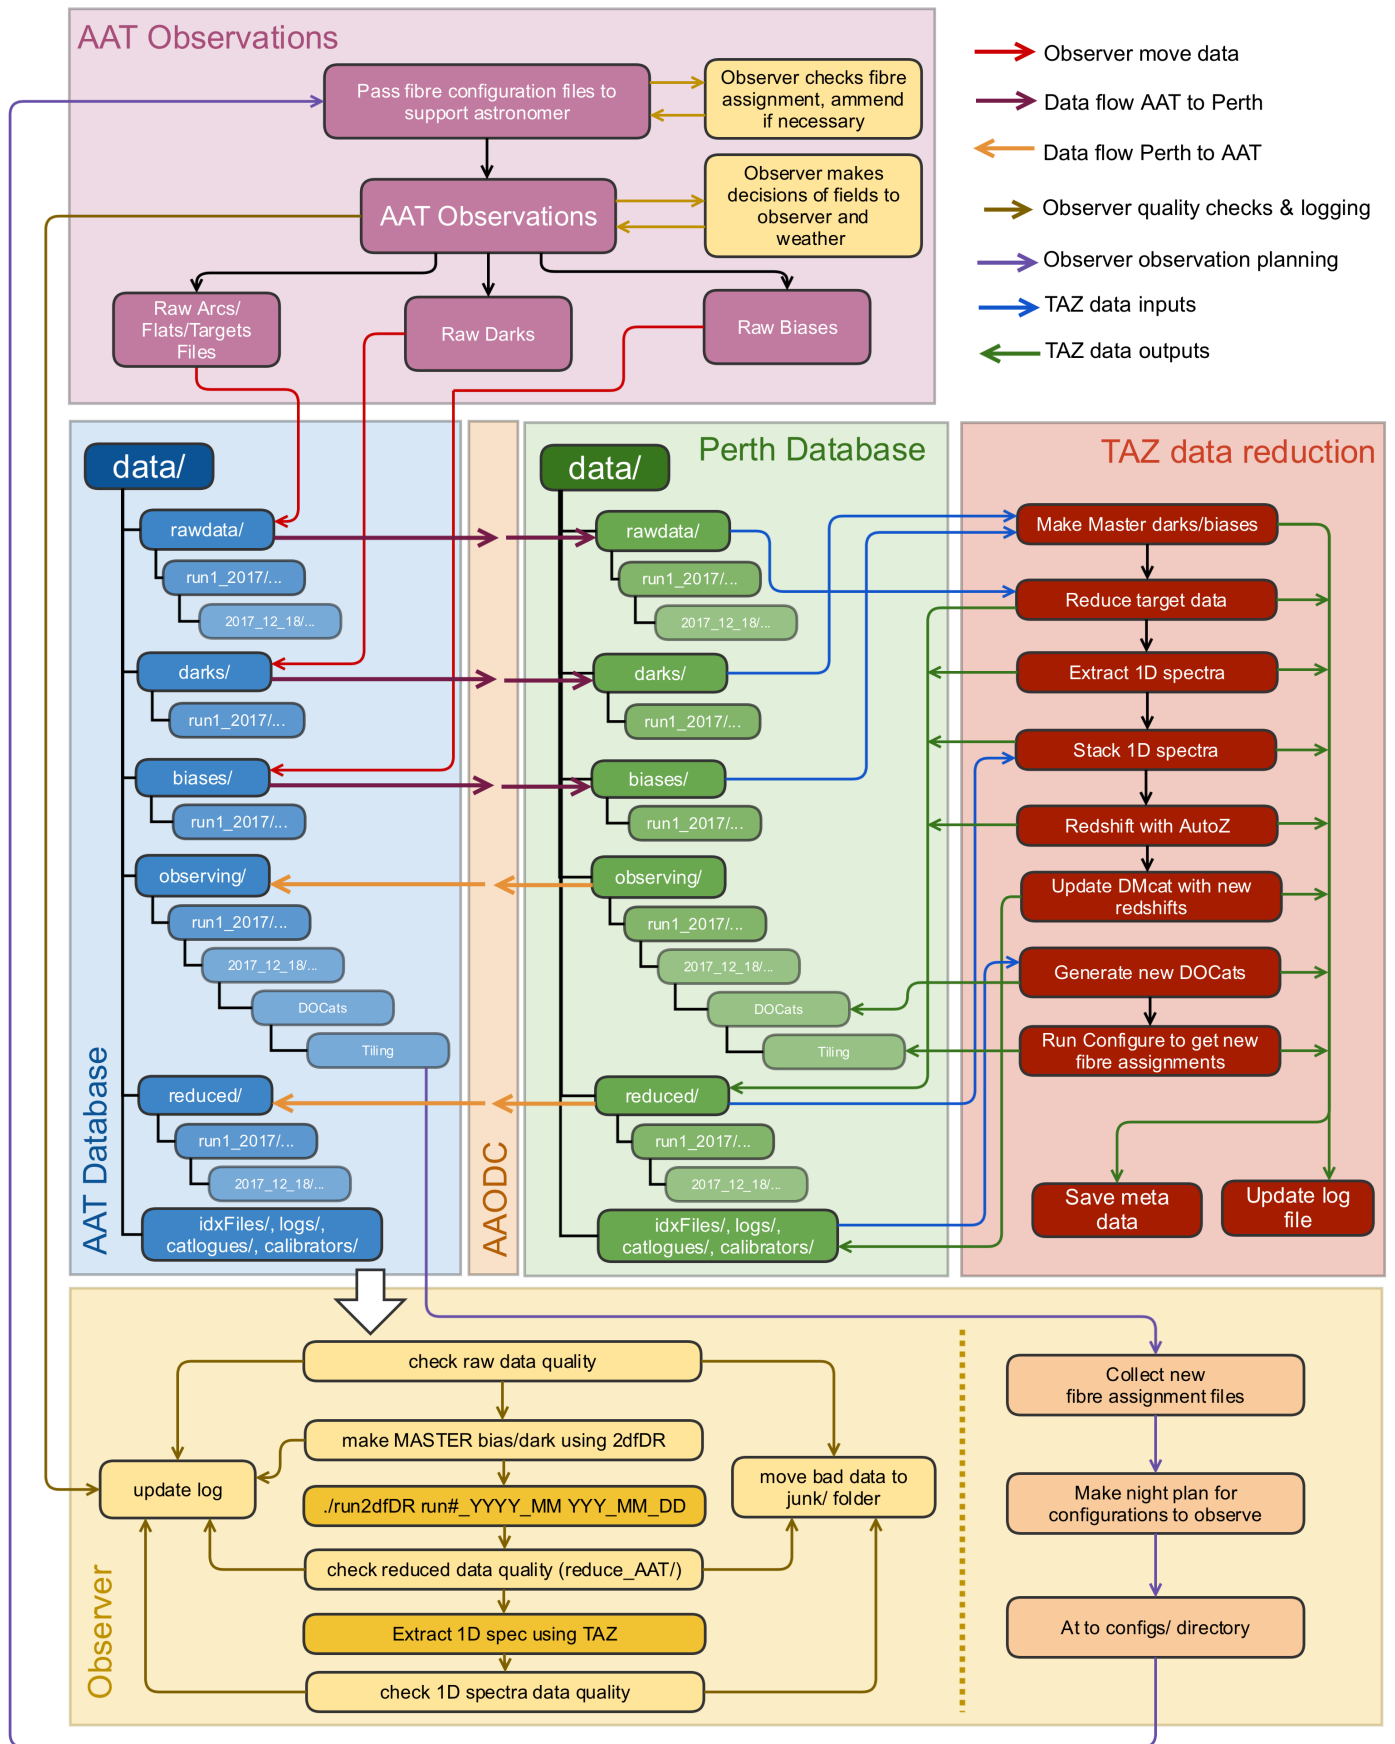 AAT Observations
Pass fibre configuration files to
support astronomer
Observer checks fibre
assignment, ammend
if necessary
AAT Observations
Observer makes
decisions of fields to
observer and
weather
Raw Arcs/
Flats/Targets
Files
Raw Darks
Raw Biases
Observer move data
Data flow AAT to Perth
Data flow Perth to AAT
Observer quality checks & logging
Observer observation planning
TAZ data inputs
TAZ data outputs
AAT Database
data/
rawdata/
run1_2017/...
2017_12_18/...
darks/
run1_2017/...
biases/
run1_2017/...
observing/
run1_2017/...
2017_12_18/...
DOCats
Tiling
reduced/
run1_2017/...
2017_12_18/...
idxFiles/, logs/,
catlogues/, calibrators/
AAODC
Perth Database
data/
rawdata/
run1_2017/...
2017_12_18/...
darks/
run1_2017/...
biases/
run1_2017/...
observing/
run1_2017/...
2017_12_18/...
DOCats
Tiling
reduced/
run1_2017/...
2017_12_18/...
idxFiles/, logs/,
catlogues/, calibrators/
TAZ data reduction
Make Master darks/biases
Reduce target data
Extract 1D spectra
Stack 1D spectra
Redshift with AutoZ
Update DMcat with new
redshifts
Generate new DOCats
Run Configure to get new
fibre assignments
Save meta
data
Update log
file
Observer
check raw data quality
make MASTER bias/dark using 2dfDR
update log
./run2dfDR run#_YYYY_MM YYY_MM_DD
move bad data to
junk/ folder
check reduced data quality (reduce_AAT/)
Extract 1D spec using TAZ
check 1D spectra data quality
Collect new
fibre assignment files
Make night plan for
configurations to observe
At to configs/ directory